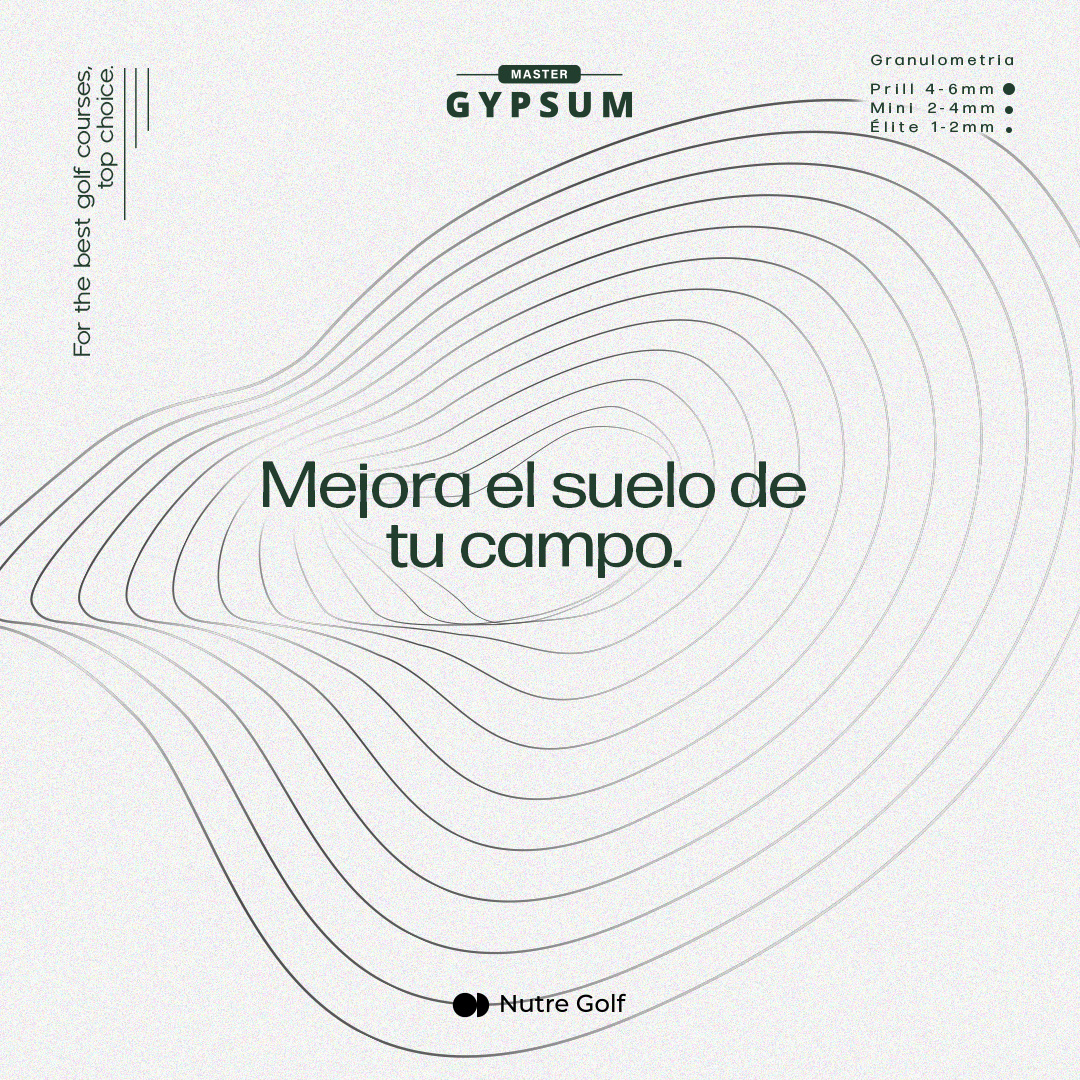 For the best golf courses,
top choice.
MASTER
GYPSUM
Granulometria
Prill 4-6mm
Mini 2-4mm
Élite 1-2mm
Mejora el suelo de
tu campo.
Nutre Golf